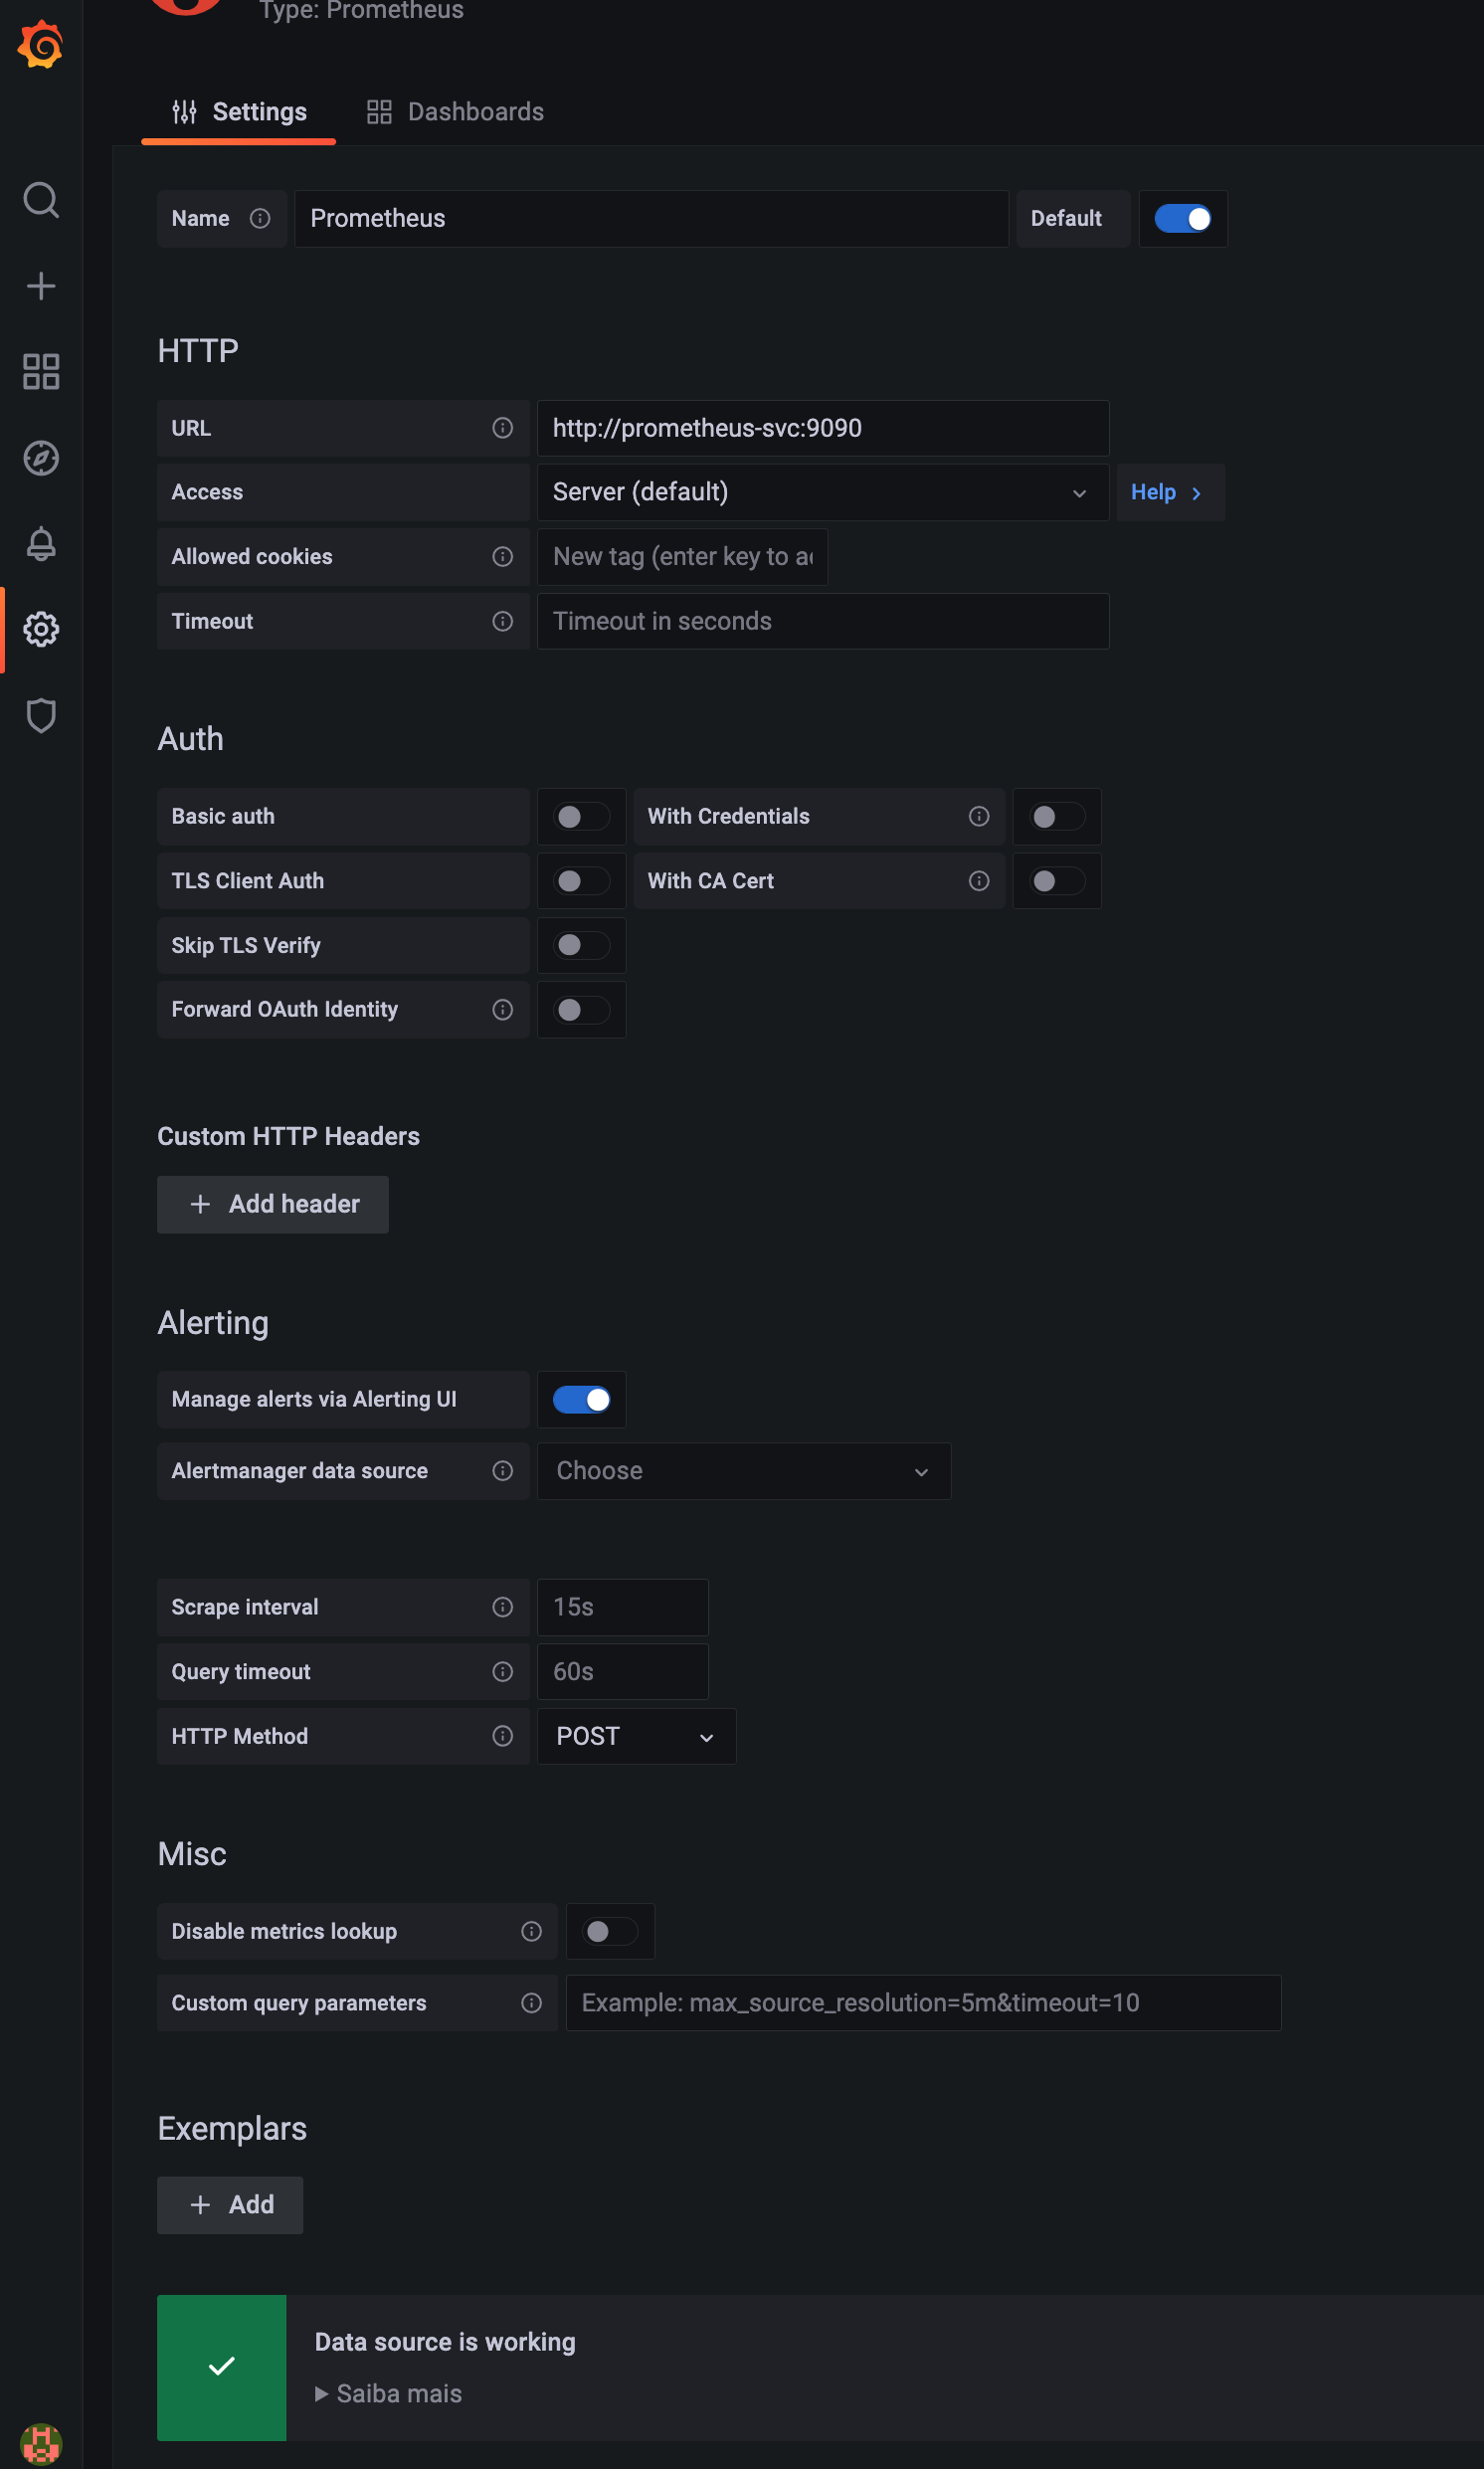 Type: Prometheus
Settings
Dashboards
Name
Prometheus
Default
HTTP
URL
http://prometheus-svc:9090
Access
Server (default)
Help
Allowed cookies
New tag (enter key to a
Timeout
Timeout in seconds
Auth
Basic auth
With Credentials
TLS Client Auth
With CA Cert
Skip TLS Verify
Forward OAuth Identity
Custom HTTP Headers
Add header
Alerting
Manage alerts via Alerting UI
Alertmanager data source
Choose
Scrape interval
15s
Query timeout
60s
HTTP Method
POST
Misc
Disable metrics lookup
Custom query parameters
Example: max_source_resolution=5m&timeout=10
Exemplars
Add
Data source is working
Saiba mais